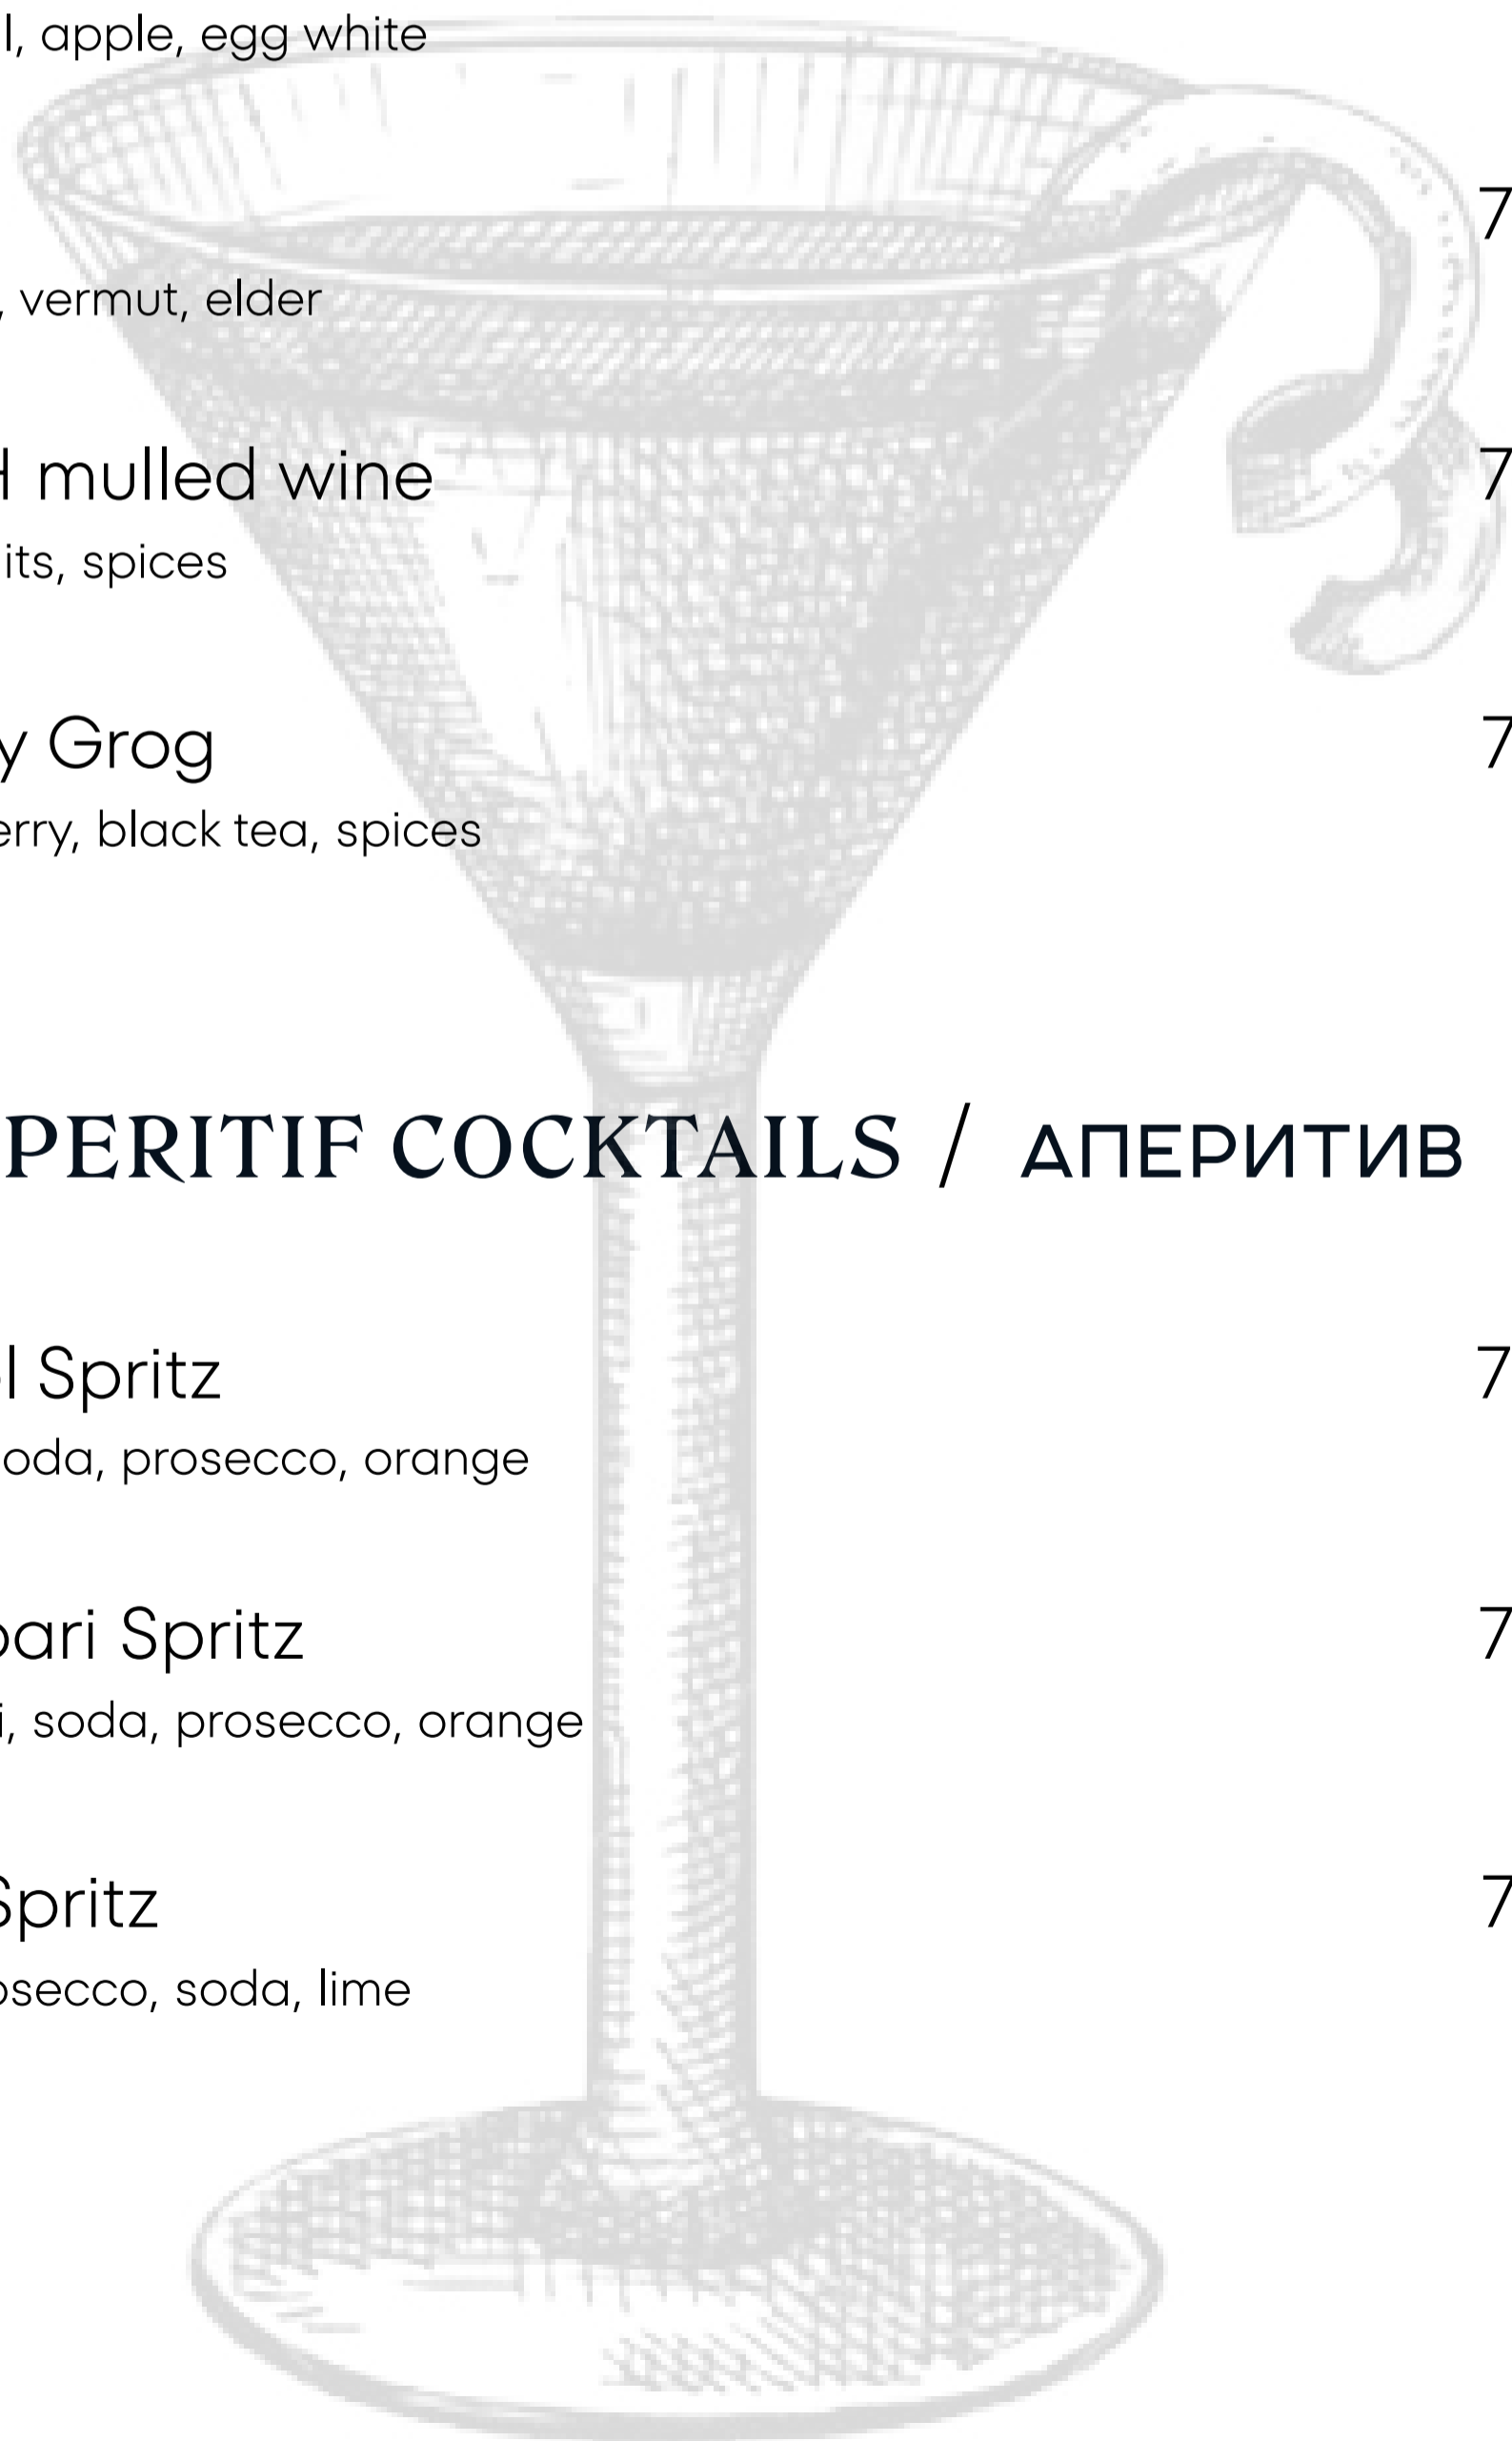 l, apple, egg white
7
, vermut, elder
mulled wine 7
its, spices
y Grog 7
erry, black tea, spices
PERITIF COCKTAILS / АПЕРИТИВ
l Spritz 7
oda, prosecco, orange
ari Spritz 7
i, soda, prosecco, orange
Spritz 7
osecco, soda, lime